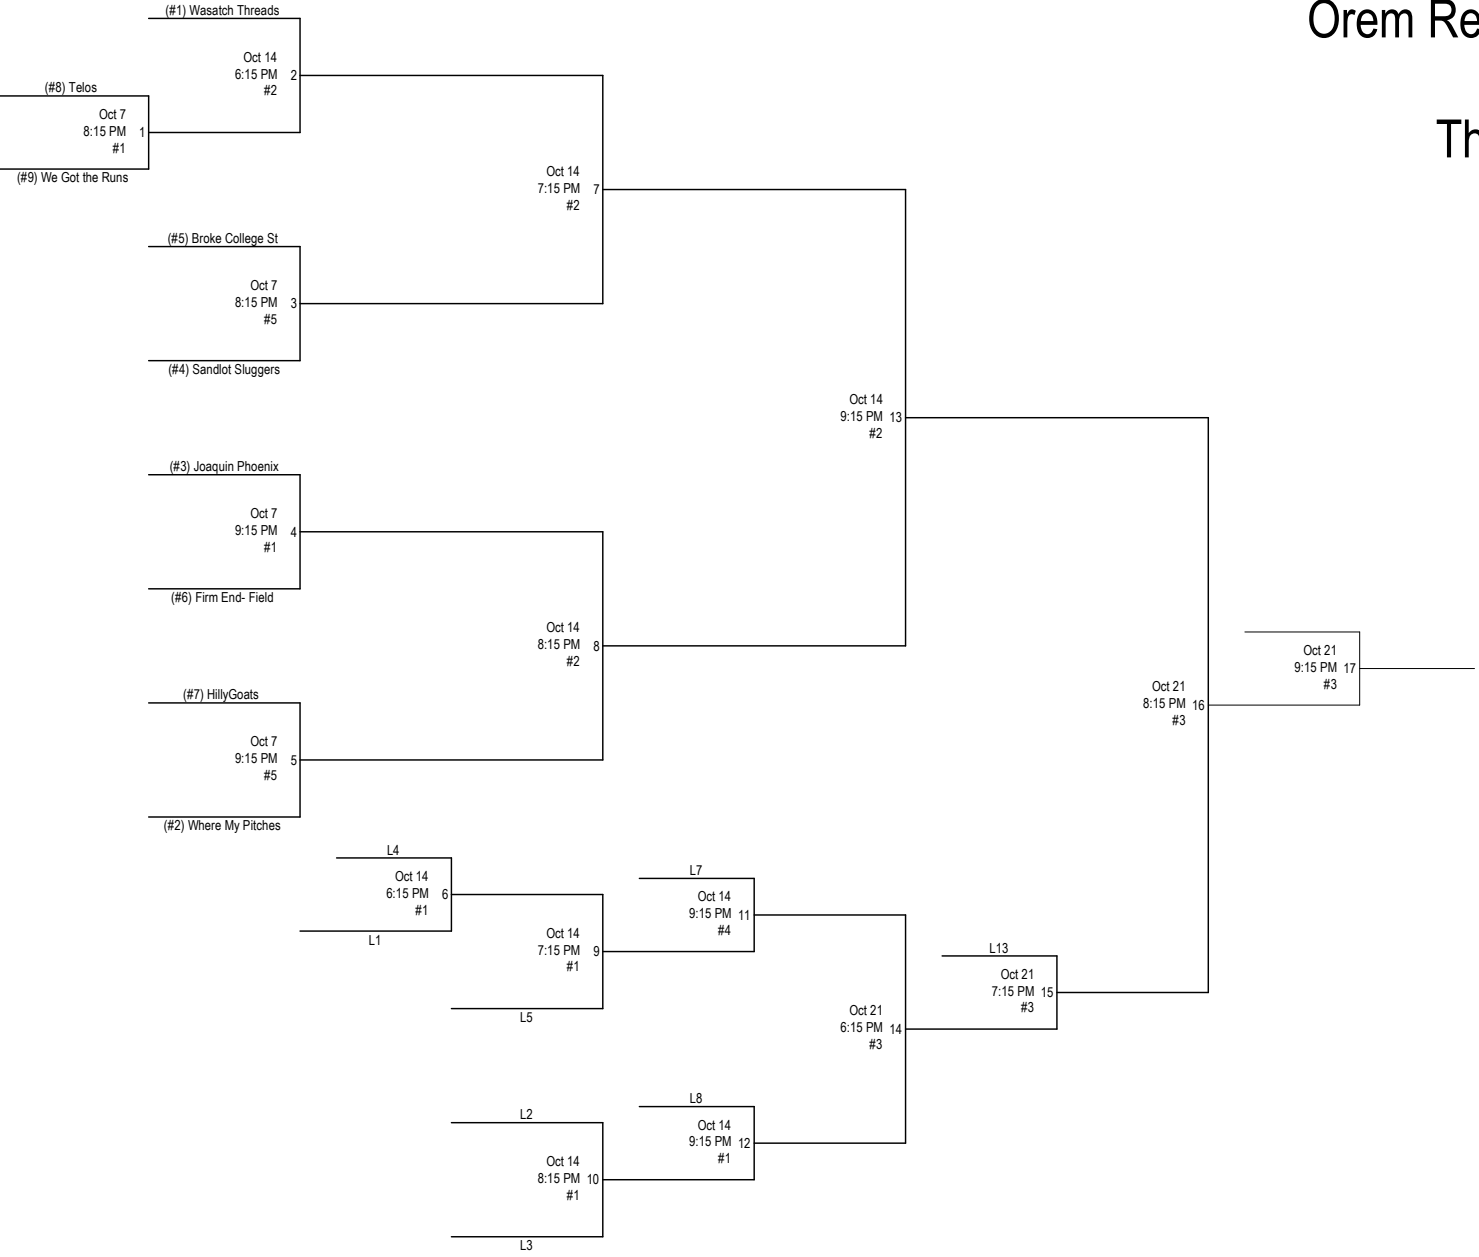 Orem Re
Th
(#1) Wasatch Threads
Oct 14
6:15 PM 2
#2
(#8) Telos
Oct 7
8:15 PM 1
#1
(#9) We Got the Runs
Oct 14
7:15 PM 7
#2
(#5) Broke College St
Oct 7
8:15 PM 3
#5
(#4) Sandlot Sluggers
Oct 14
9:15 PM 13
#2
(#3) Joaquin Phoenix
Oct 7
9:15 PM 4
#1
(#6) Firm End- Field
Oct 14
8:15 PM 8
#2
(#7) HillyGoats
Oct 7
9:15 PM 5
#5
(#2) Where My Pitches
Oct 21
9:15 PM 17
#3
Oct 21
8:15 PM 16
#3
L4
Oct 14
6:15 PM 6
#1
L1
L7
Oct 14
9:15 PM 11
#4
Oct 14
7:15 PM 9
#1
L5
L13
Oct 21
7:15 PM 15
#3
Oct 21
6:15 PM 14
#3
L8
Oct 14
9:15 PM 12
#1
L2
Oct 14
8:15 PM 10
#1
L3